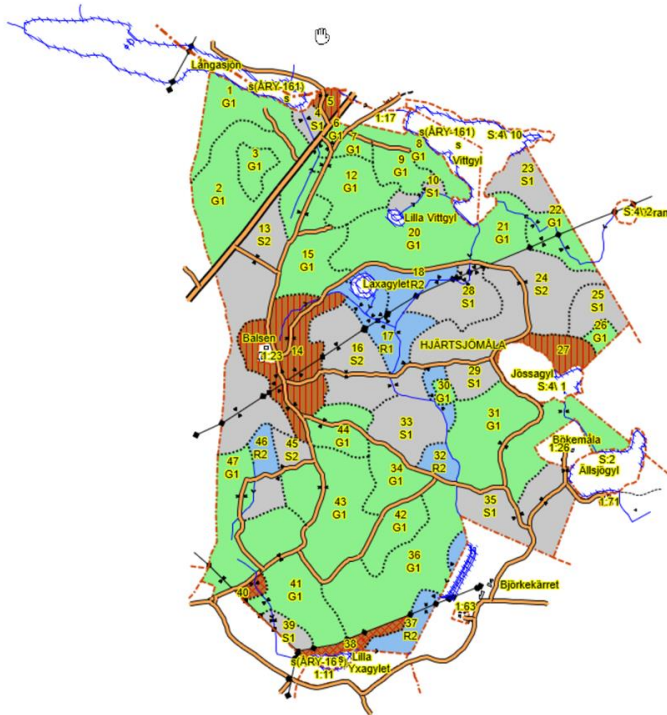 Långasjön
s(ÅRY-161)
s
1
G1
5
4
S1
6
G1
7
G1
1:17
s(ÅRY-161)
s
S:4\ 10
Vittgyl
8
G1
9
G1
3
G1
2
G1
12
G1
10
S1
23
S1
Lilla Vittgyl
20
G1
21
G1
22
G1
S:4\ 2
13
S2
15
G1
18
R2
Laxagylet
28
S1
24
S2
25
S1
26
G1
17
R1
HJÄRTSJÖMÅLA
Bälsen
1:23
14
16
S2
27
Jössagyl
S:4\ 1
29
S1
30
G1
31
G1
33
S1
44
G1
46
R2
45
S2
47
G1
34
G1
32
R2
Bökemåla
1:26
S:2
Ällsjögyl
1:71
35
S1
43
G1
42
G1
36
G1
40
41
G1
39
S1
38
37
R2
1:63
Björkekärret
Lilla
Yxagylet
1:11